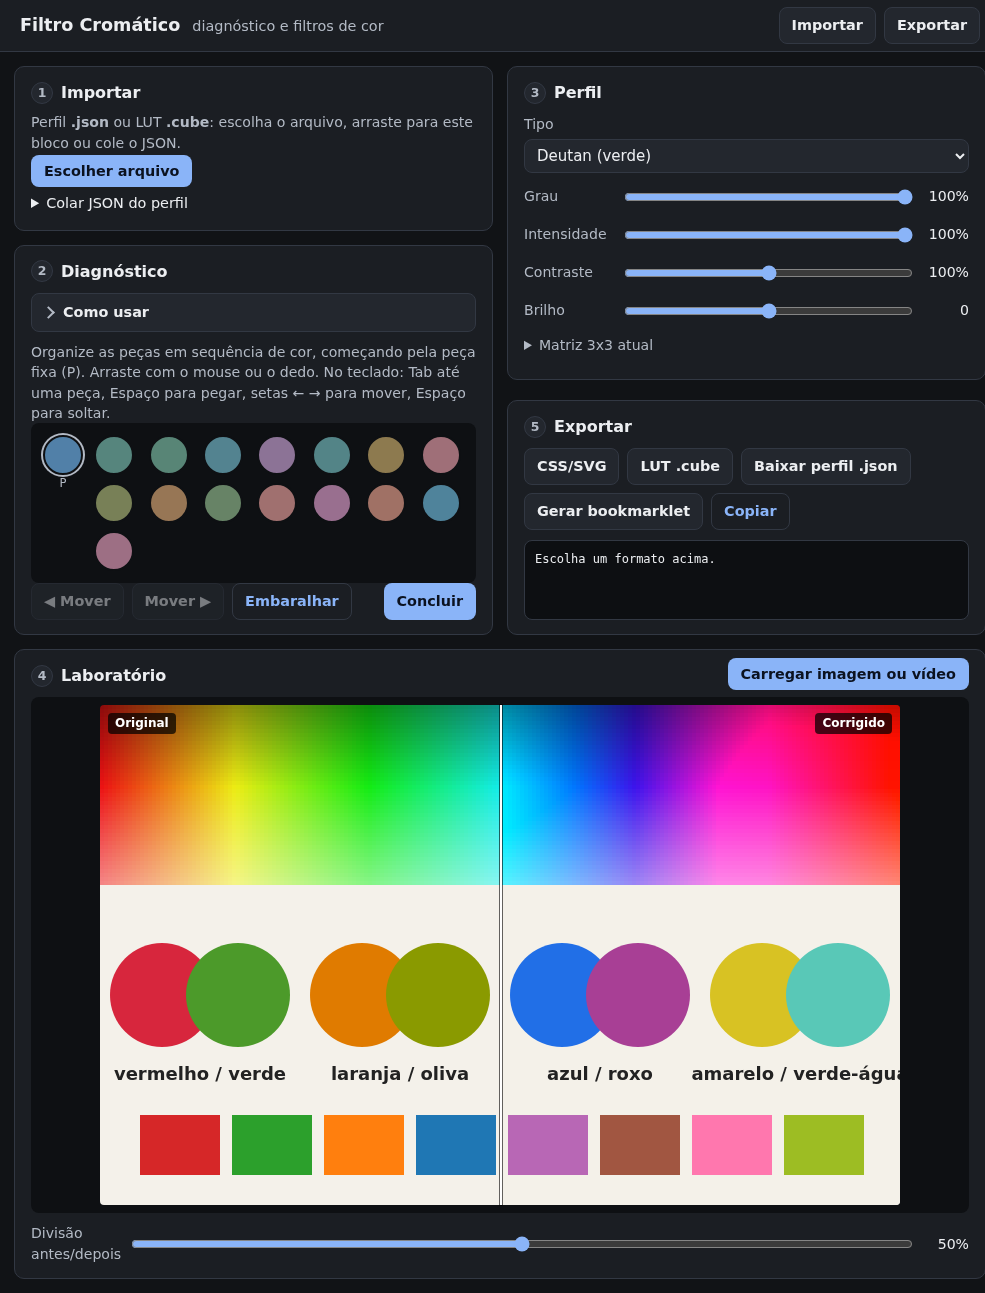 Filtro Cromático diagnóstico e filtros de cor
Importar Exportar
1 Importar
Perfil .json ou LUT .cube: escolha o arquivo, arraste para este
bloco ou cole o JSON.
Escolher arquivo
Colar JSON do perfil
2 Diagnóstico
Como usar
Organize as peças em sequência de cor, começando pela peça
fixa (P). Arraste com o mouse ou o dedo. No teclado: Tab até
uma peça, Espaço para pegar, setas ← → para mover, Espaço
para soltar.
P
◀ Mover Mover ▶ Embaralhar Concluir
3 Perfil
Tipo
Deutan (verde)
Grau 100%
Intensidade 100%
Contraste 100%
Brilho 0
Matriz 3x3 atual
5 Exportar
CSS/SVG LUT .cube Baixar perfil .json
Gerar bookmarklet Copiar
Escolha um formato acima.
4 Laboratório
Carregar imagem ou vídeo
Original Corrigido
vermelho / verde laranja / oliva azul / roxo amarelo / verde-água
Divisão
antes/depois 50%